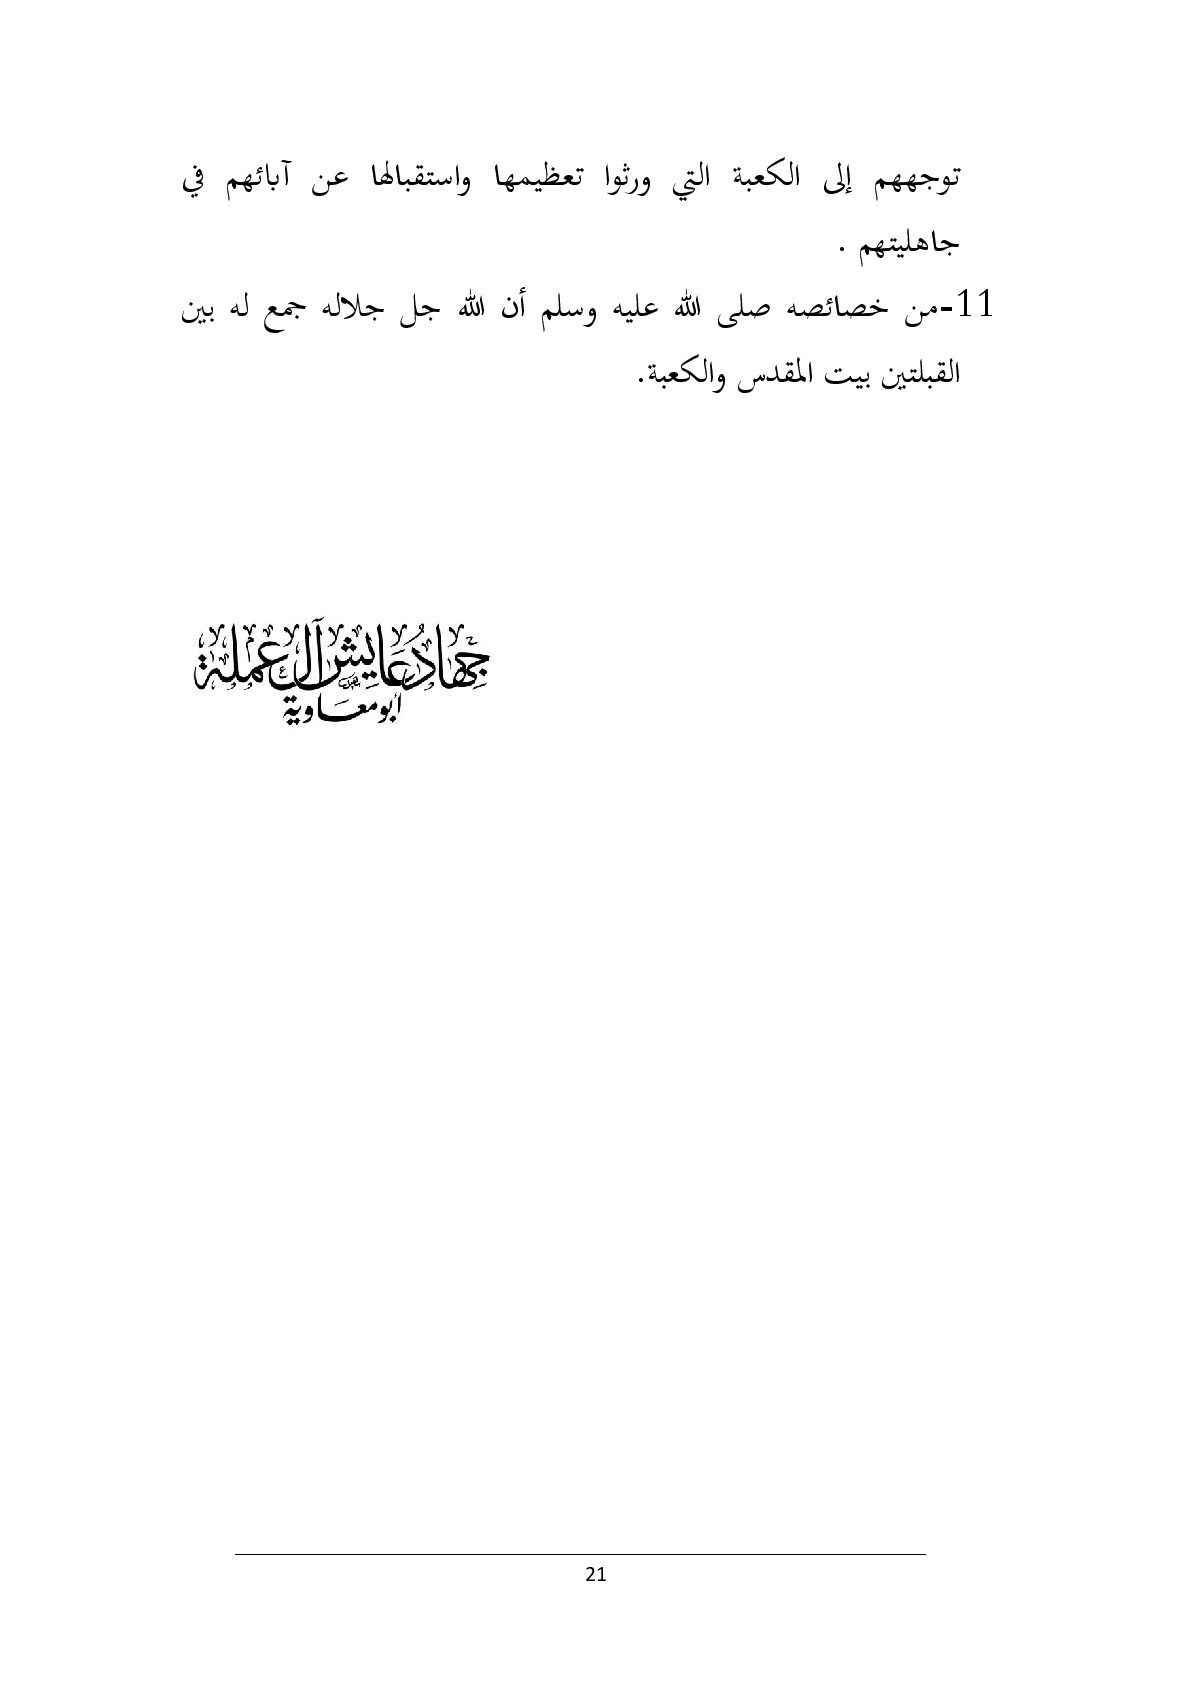 توجههم إلى الكعبة التي ورثوا تعظيمها واستقبالها عن آبائهم في
جاهليتهم .
11-من خصائصه صلى الله عليه وسلم أن الله جل جلاله جمع له بين
القبلتين بيت المقدس والكعبة.
جهاد عايش آل عملة
أبو معاوية
21